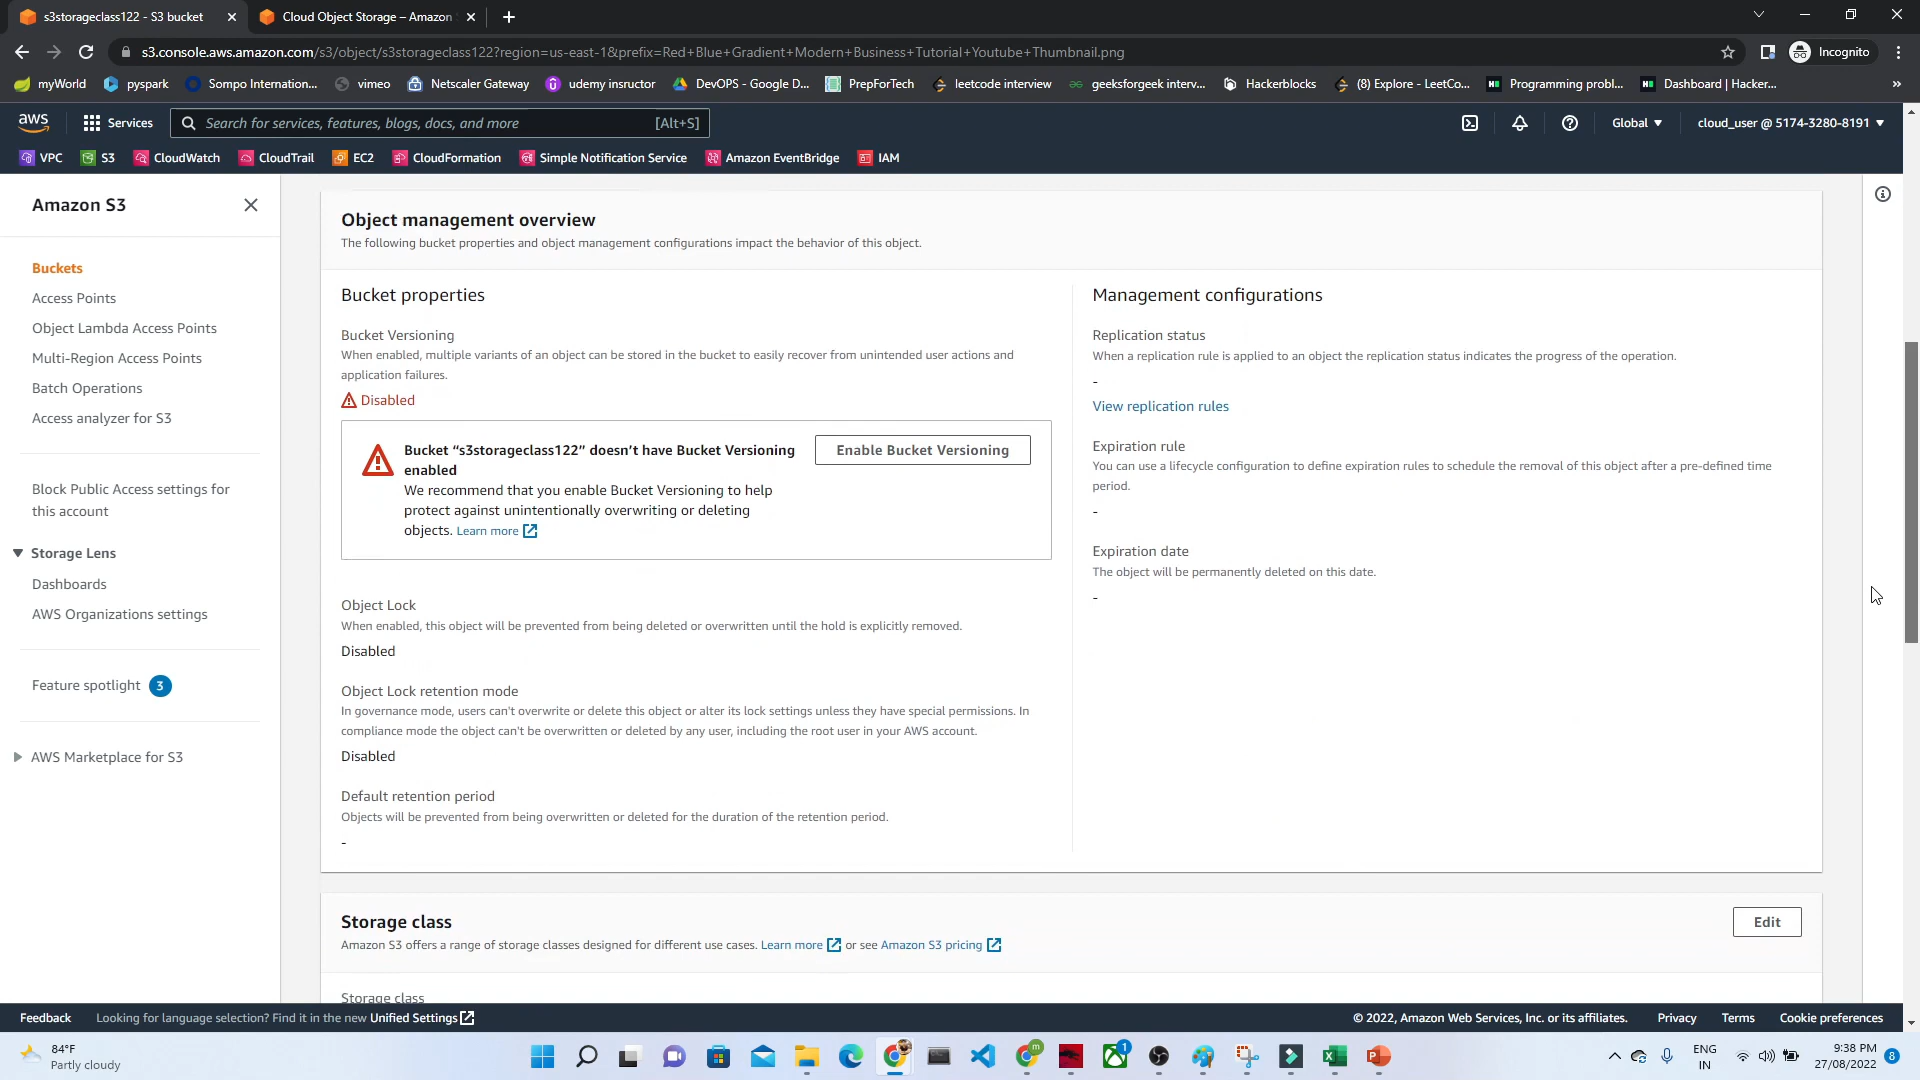 s3storageclass122 - S3 bucket
Cloud Object Storage – Amazon
s3.console.aws.amazon.com/s3/object/s3storageclass122?region=us-east-1&prefix=Red+Blue+Gradient+Modern+Business+Tutorial+Youtube+Thumbnail.png
Incognito
myWorld pyspark Sompo Internation... vimeo Netscaler Gateway udemy insructor DevOPS - Google D... PrepForTech leetcode interview geeksforgeek interv... Hackerblocks (8) Explore - LeetCo... Programming probl... Dashboard | Hacker... »
aws Services Search for services, features, blogs, docs, and more [Alt+S] Global cloud_user @ 5174-3280-8191
VPC S3 CloudWatch CloudTrail EC2 CloudFormation Simple Notification Service Amazon EventBridge IAM
Amazon S3
Buckets
Access Points
Object Lambda Access Points
Multi-Region Access Points
Batch Operations
Access analyzer for S3
Block Public Access settings for
this account
Storage Lens
Dashboards
AWS Organizations settings
Feature spotlight 3
AWS Marketplace for S3
Object management overview
The following bucket properties and object management configurations impact the behavior of this object.
Bucket properties
Bucket Versioning
When enabled, multiple variants of an object can be stored in the bucket to easily recover from unintended user actions and
application failures.
Disabled
Bucket “s3storageclass122” doesn’t have Bucket Versioning
enabled
We recommend that you enable Bucket Versioning to help
protect against unintentionally overwriting or deleting
objects. Learn more
Enable Bucket Versioning
Object Lock
When enabled, this object will be prevented from being deleted or overwritten until the hold is explicitly removed.
Disabled
Object Lock retention mode
In governance mode, users can't overwrite or delete this object or alter its lock settings unless they have special permissions. In
compliance mode the object can't be overwritten or deleted by any user, including the root user in your AWS account.
Disabled
Default retention period
Objects will be prevented from being overwritten or deleted for the duration of the retention period.
-
Management configurations
Replication status
When a replication rule is applied to an object the replication status indicates the progress of the operation.
-
View replication rules
Expiration rule
You can use a lifecycle configuration to define expiration rules to schedule the removal of this object after a pre-defined time
period.
-
Expiration date
The object will be permanently deleted on this date.
-
Storage class
Amazon S3 offers a range of storage classes designed for different use cases. Learn more or see Amazon S3 pricing
Edit
Storage class
Feedback Looking for language selection? Find it in the new Unified Settings © 2022, Amazon Web Services, Inc. or its affiliates. Privacy Terms Cookie preferences
84°F
Partly cloudy
m
1
ENG
IN
9:38 PM
27/08/2022
8